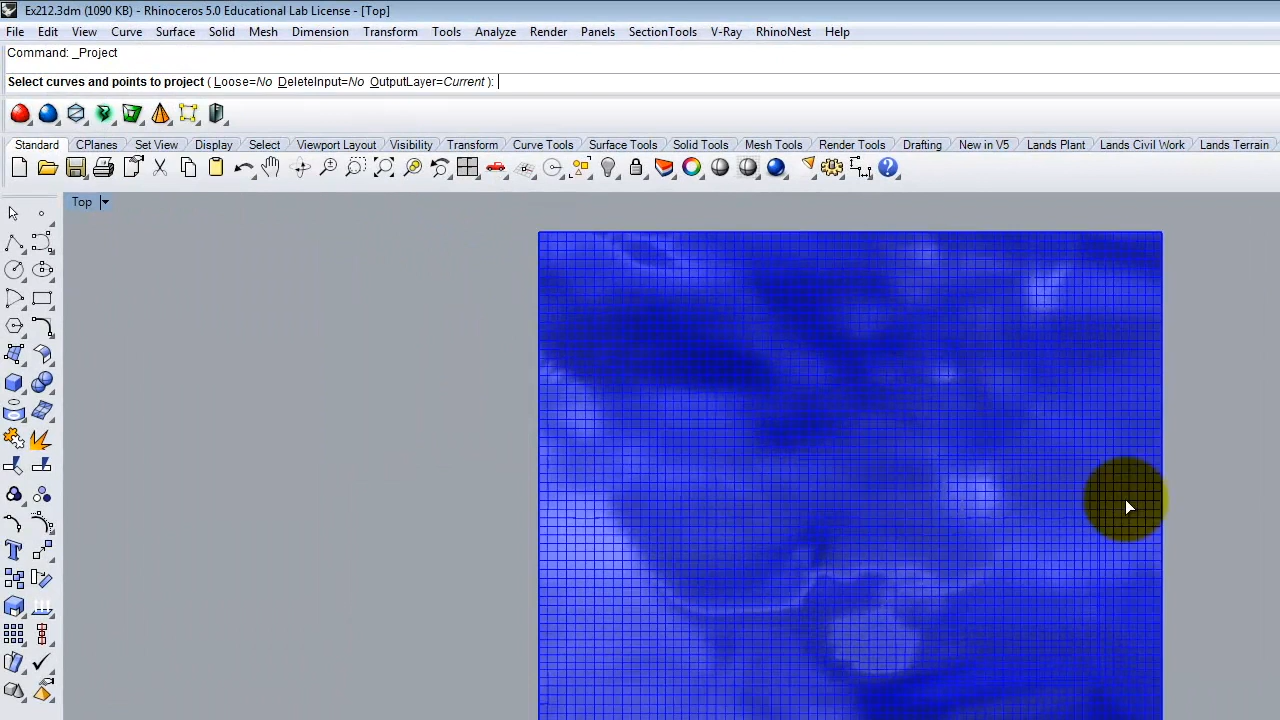 Ex212.3dm (1090 KB) - Rhinoceros 5.0 Educational Lab License - [Top]
File Edit View Curve Surface Solid Mesh Dimension Transform Tools Analyze Render Panels SectionTools V-Ray RhinoNest Help
Command: _Project
Select curves and points to project ( Loose=No DeleteInput=No OutputLayer=Current ):
Standard CPlanes Set View Display Select Viewport Layout Visibility Transform Curve Tools Surface Tools Solid Tools Mesh Tools Render Tools Drafting New in V5 Lands Plant Lands Civil Work Lands Terrain
Top